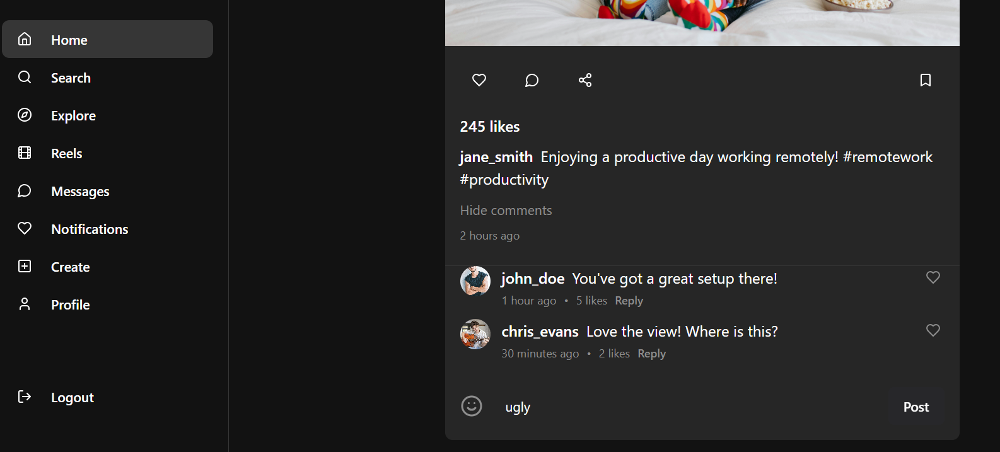 Home
Search
Explore
Reels
Messages
Notifications
Create
Profile
Logout
245 likes
jane_smith Enjoying a productive day working remotely! #remotework
#productivity
Hide comments
2 hours ago
john_doe You've got a great setup there!
1 hour ago • 5 likes Reply
chris_evans Love the view! Where is this?
30 minutes ago • 2 likes Reply
ugly Post